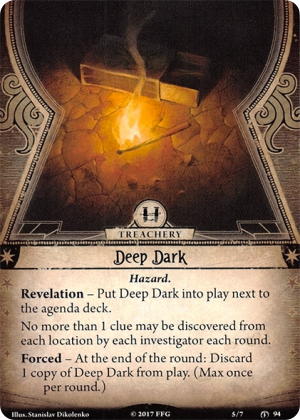 TREACHERY
Deep Dark
Hazard.
Revelation – Put Deep Dark into play next to
the agenda deck.
No more than 1 clue may be discovered from
each location by each investigator each round.
Forced – At the end of the round: Discard
1 copy of Deep Dark from play. (Max once
per round.)
Illus. Stanislav Dikolenko © 2017 FFG 5/7 94